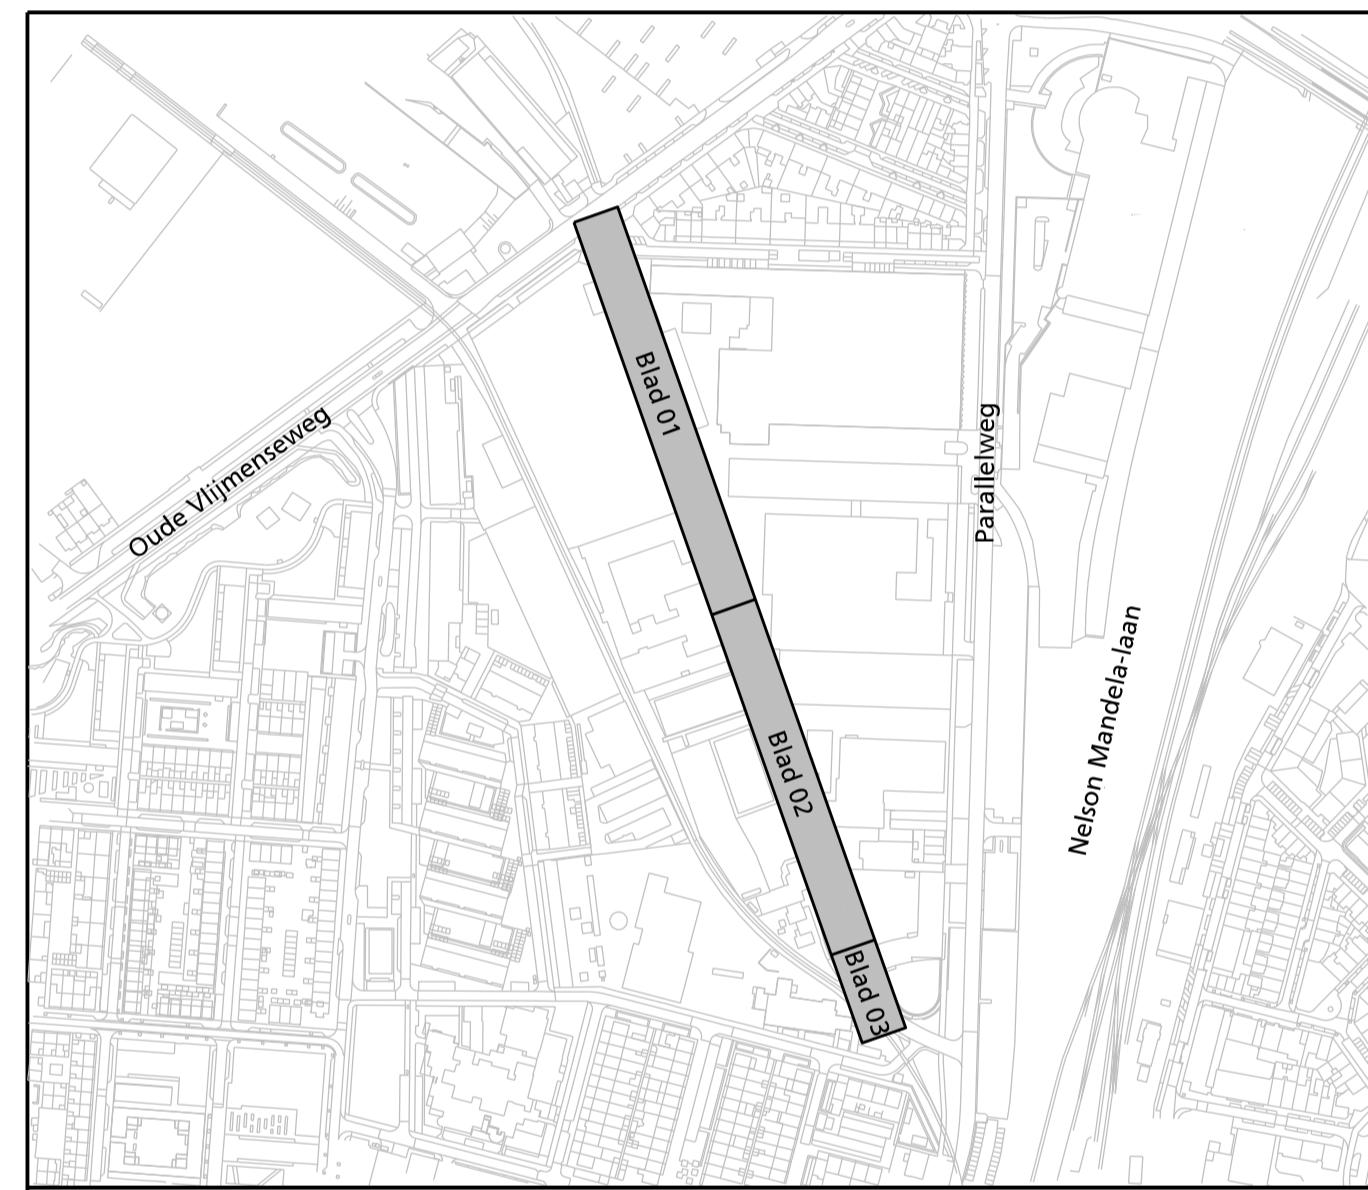 Blad 01
Oude Vlijmenseweg
Parallelweg
Nelson Mandela-laan
Blad 02
Blad 03